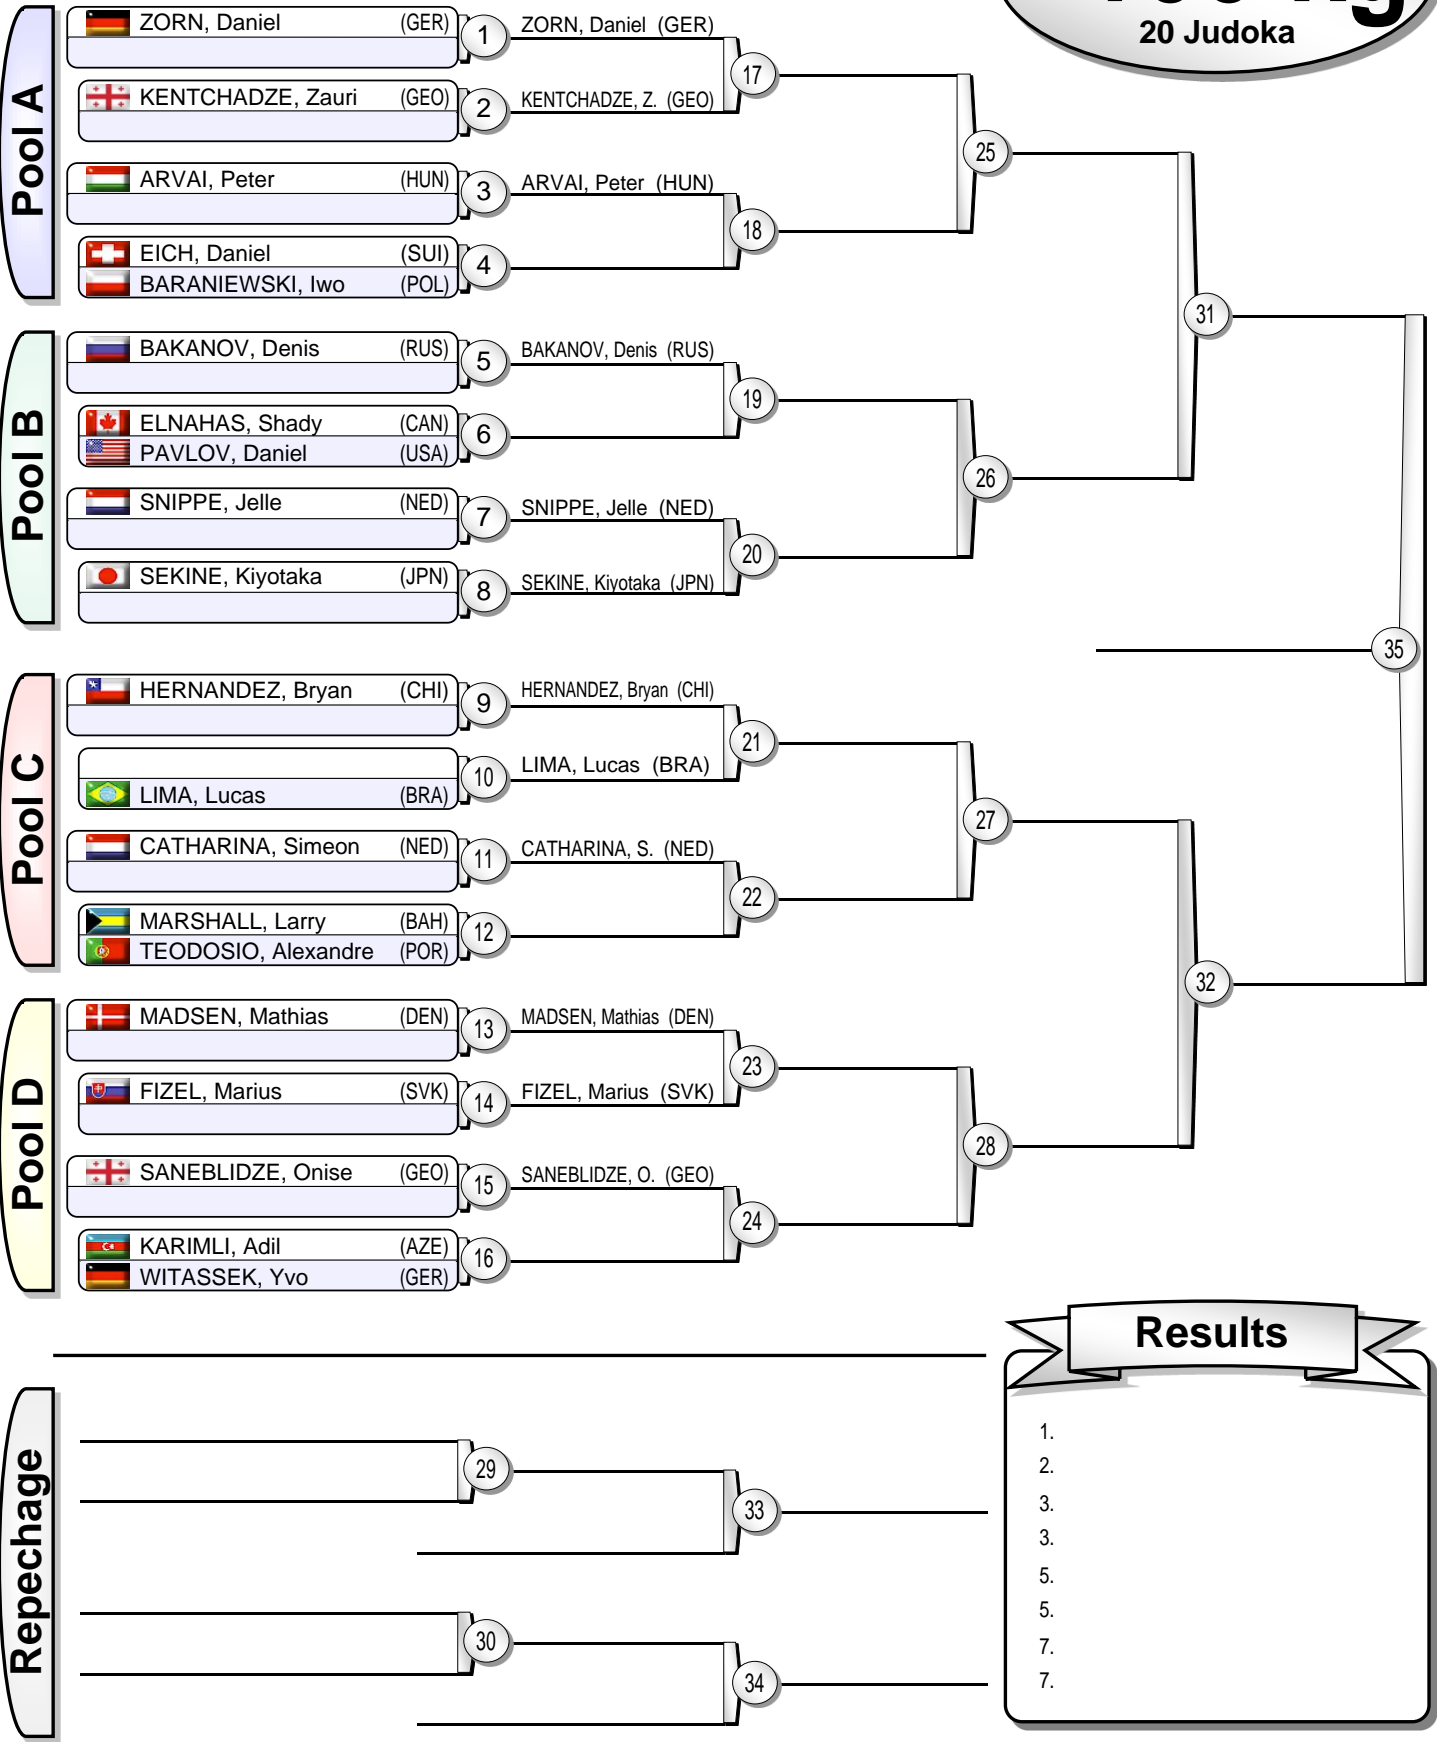 20 Judoka
Pool A
ZORN, Daniel (GER)
1
ZORN, Daniel (GER)
17
KENTCHADZE, Zauri (GEO)
2
KENTCHADZE, Z. (GEO)
25
ARVAI, Peter (HUN)
3
ARVAI, Peter (HUN)
18
EICH, Daniel (SUI)
4
BARANIEWSKI, Iwo (POL)
31
Pool B
BAKANOV, Denis (RUS)
5
BAKANOV, Denis (RUS)
19
ELNAHAS, Shady (CAN)
6
PAVLOV, Daniel (USA)
26
SNIPPE, Jelle (NED)
7
SNIPPE, Jelle (NED)
20
SEKINE, Kiyotaka (JPN)
8
SEKINE, Kiyotaka (JPN)
35
Pool C
HERNANDEZ, Bryan (CHI)
9
HERNANDEZ, Bryan (CHI)
21
10
LIMA, Lucas (BRA)
LIMA, Lucas (BRA)
27
CATHARINA, Simeon (NED)
11
CATHARINA, S. (NED)
22
MARSHALL, Larry (BAH)
12
TEODOSIO, Alexandre (POR)
32
Pool D
MADSEN, Mathias (DEN)
13
MADSEN, Mathias (DEN)
23
FIZEL, Marius (SVK)
14
FIZEL, Marius (SVK)
28
SANEBLIDZE, Onise (GEO)
15
SANEBLIDZE, O. (GEO)
24
KARIMLI, Adil (AZE)
16
WITASSEK, Yvo (GER)
Repechage
29
33
30
34
Results
1.
2.
3.
3.
5.
5.
7.
7.